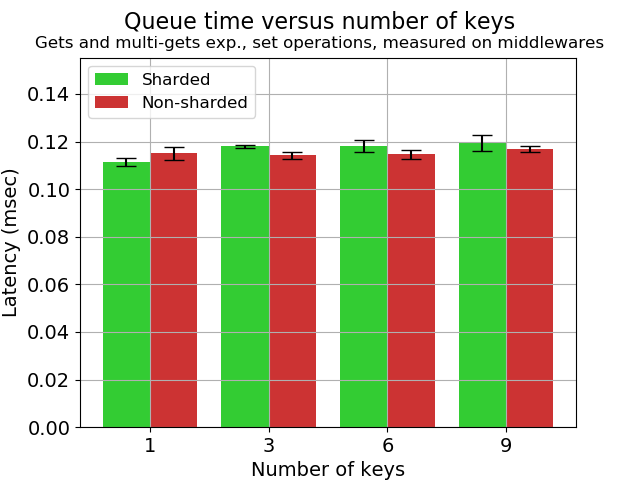 Queue time versus number of keys
Gets and multi-gets exp., set operations, measured on middlewares
Sharded
Non-sharded
Latency (msec)
0.14
0.12
0.10
0.08
0.06
0.04
0.02
0.00
1 3 6 9
Number of keys